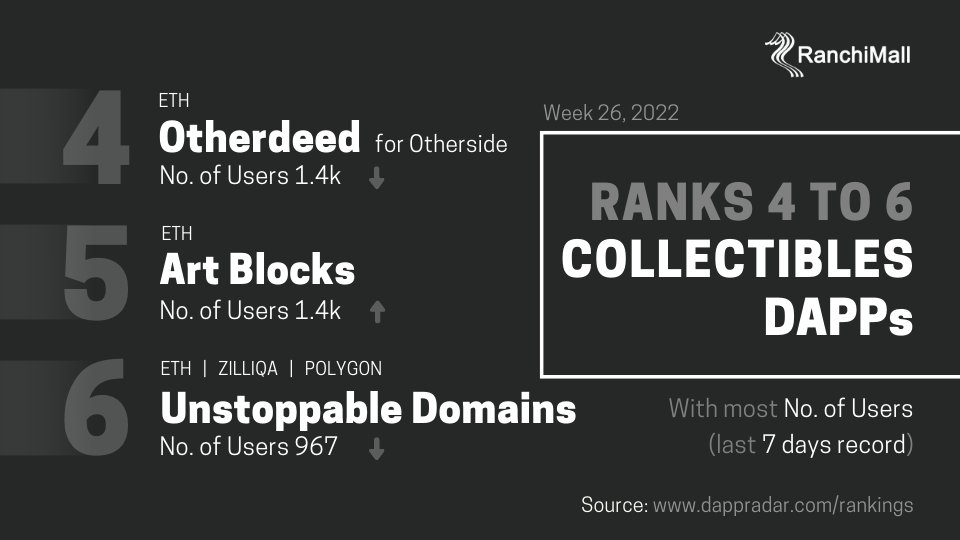 RanchiMall
4
ETH
Otherdeed for Otherside
No. of Users 1.4k
5
ETH
Art Blocks
No. of Users 1.4k
6
ETH | ZILLIQA | POLYGON
Unstoppable Domains
No. of Users 967
Week 26, 2022
RANKS 4 TO 6
COLLECTIBLES
DAPPs
With most No. of Users
(last 7 days record)
Source: www.dappradar.com/rankings